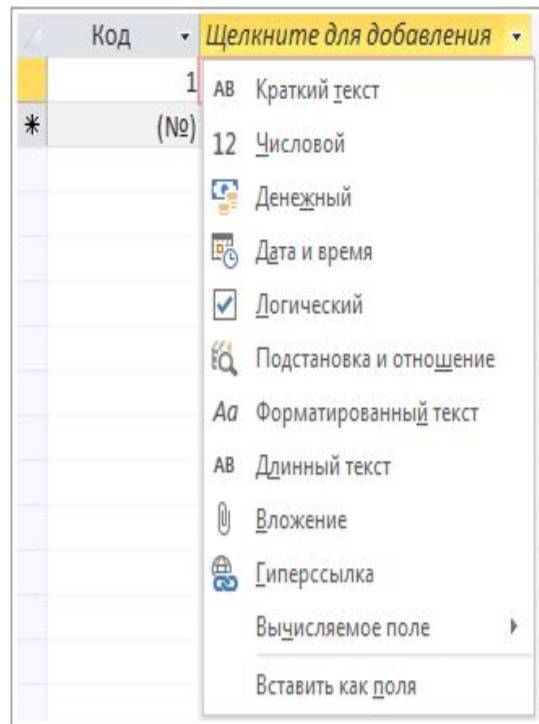 Код Щелкните для добавления
1
* (№)
AB Краткий текст
12 Числовой
Денежный
Дата и время
Логический
Подстановка и отношение
Aa Форматированный текст
AB Длинный текст
Вложение
Гиперссылка
Вычисляемое поле
Вставить как поля